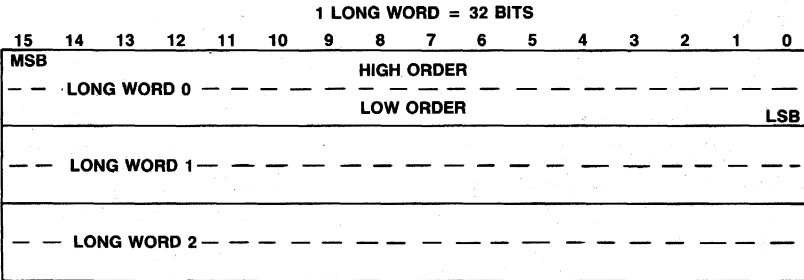 1 LONG WORD = 32 BITS
15 14 13 12 11 10 9 8 7 6 5 4 3 2 1 0
MSB
HIGH ORDER
LONG WORD 0
LOW ORDER
LSB
LONG WORD 1
LONG WORD 2